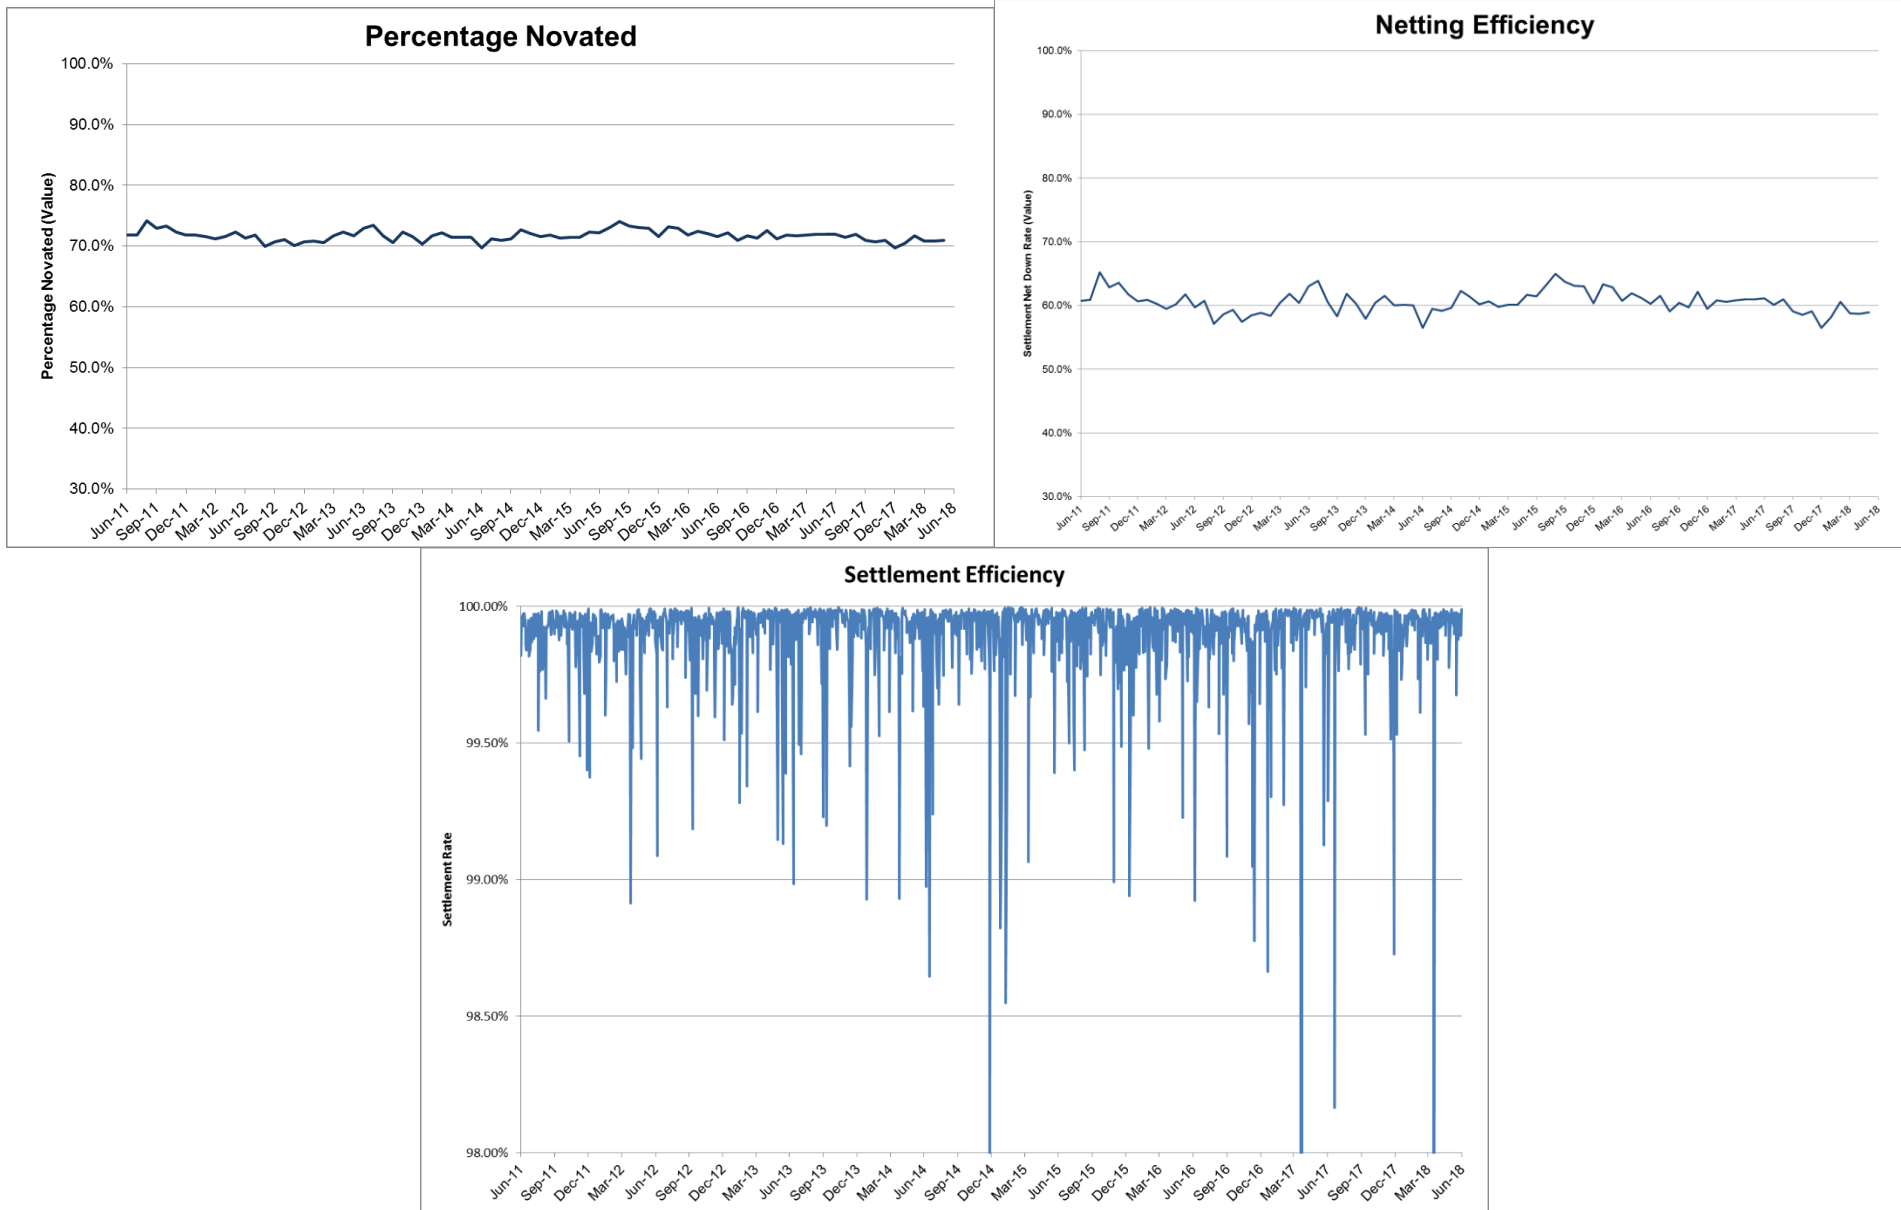 Percentage Novated
Percentage Novated (Value)
100.0%
90.0%
80.0%
70.0%
60.0%
50.0%
40.0%
30.0%
Jun-11
Sep-11
Dec-11
Mar-12
Jun-12
Sep-12
Dec-12
Mar-13
Jun-13
Sep-13
Dec-13
Mar-14
Jun-14
Sep-14
Dec-14
Mar-15
Jun-15
Sep-15
Dec-15
Mar-16
Jun-16
Sep-16
Dec-16
Mar-17
Jun-17
Sep-17
Dec-17
Mar-18
Jun-18
Netting Efficiency
Settlement Net Down Rate (Value)
100.0%
90.0%
80.0%
70.0%
60.0%
50.0%
40.0%
30.0%
Jun-11
Sep-11
Dec-11
Mar-12
Jun-12
Sep-12
Dec-12
Mar-13
Jun-13
Sep-13
Dec-13
Mar-14
Jun-14
Sep-14
Dec-14
Mar-15
Jun-15
Sep-15
Dec-15
Mar-16
Jun-16
Sep-16
Dec-16
Mar-17
Jun-17
Sep-17
Dec-17
Mar-18
Jun-18
Settlement Efficiency
Settlement Rate
100.00%
99.50%
99.00%
98.50%
98.00%
Jun-11
Sep-11
Dec-11
Mar-12
Jun-12
Sep-12
Dec-12
Mar-13
Jun-13
Sep-13
Dec-13
Mar-14
Jun-14
Sep-14
Dec-14
Mar-15
Jun-15
Sep-15
Dec-15
Mar-16
Jun-16
Sep-16
Dec-16
Mar-17
Jun-17
Sep-17
Dec-17
Mar-18
Jun-18